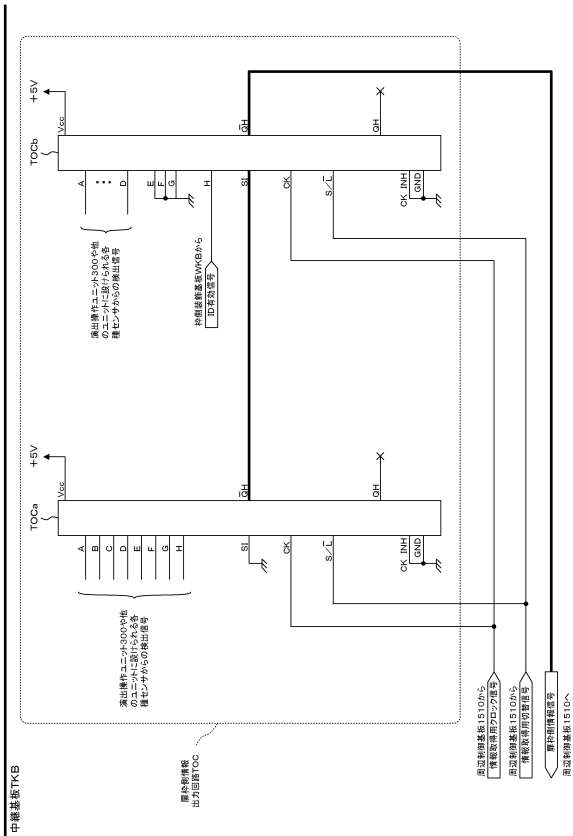 中継基板TKB
扉枠側情報
出力回路TOC
TOCa
+5V
Vcc
A
B
C
D
E
F
G
H
演出操作ユニット300や他
のユニットに設けられる各
種センサからの検出信号
SI
QH
CK
S/L
QH
CK INH
GND
TOCb
+5V
Vcc
A
D
E
F
G
H
演出操作ユニット300や他
のユニットに設けられる各
種センサからの検出信号
枠側装飾基板WKBから
ID有効信号
SI
QH
CK
S/L
QH
CK INH
GND
周辺制御基板1510から
情報取得用クロック信号
周辺制御基板1510から
情報取得用切替信号
扉枠側情報信号
周辺制御基板1510へ